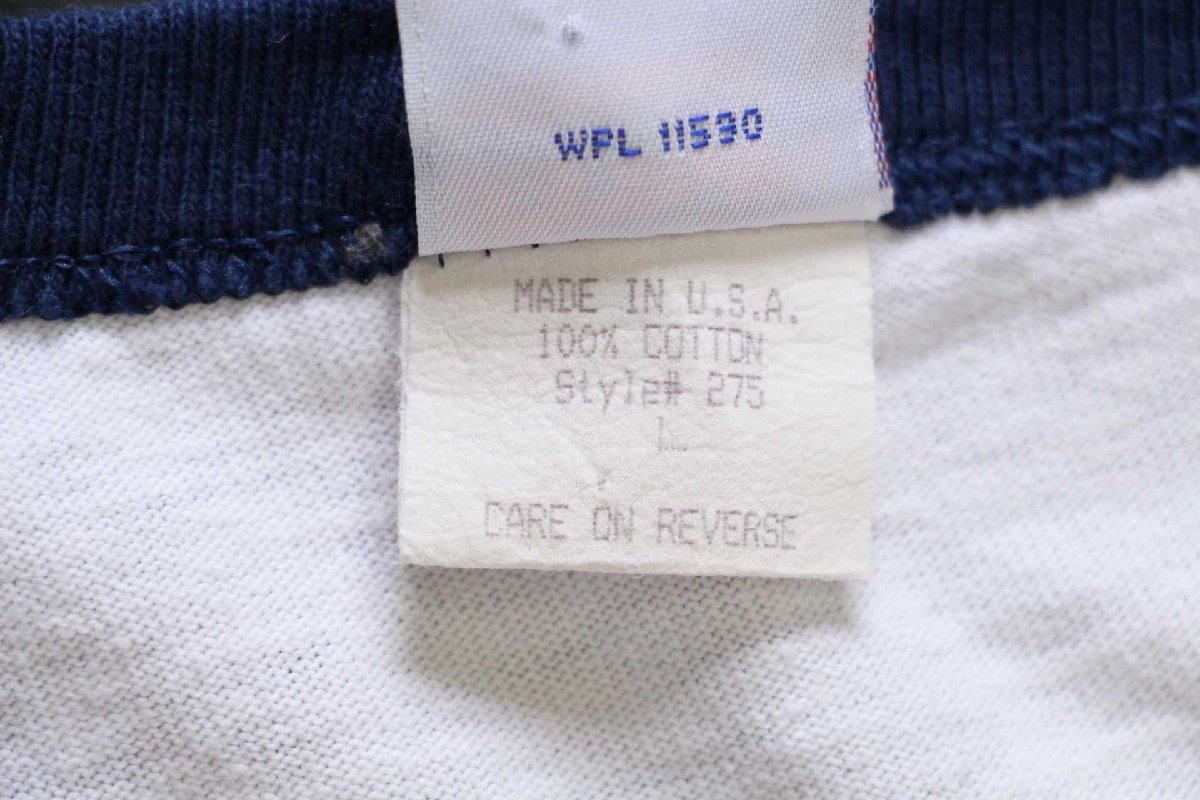 WPL 11590
MADE IN U.S.A.
100% COTTON
Style# 275
L
CARE ON REVERSE